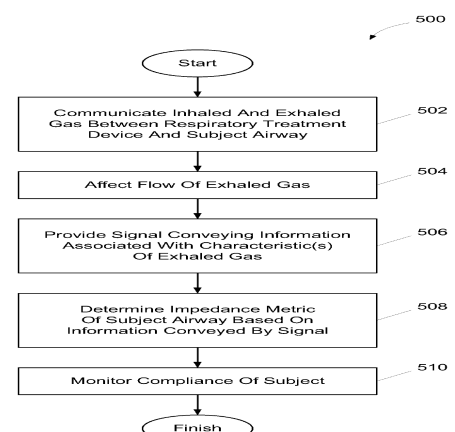 500
Start
Communicate Inhaled And Exhaled
Gas Between Respiratory Treatment
Device And Subject Airway
502
Affect Flow Of Exhaled Gas
504
Provide Signal Conveying Information
Associated With Characteristic(s)
Of Exhaled Gas
506
Determine Impedance Metric
Of Subject Airway Based On
Information Conveyed By Signal
508
Monitor Compliance Of Subject
510
Finish